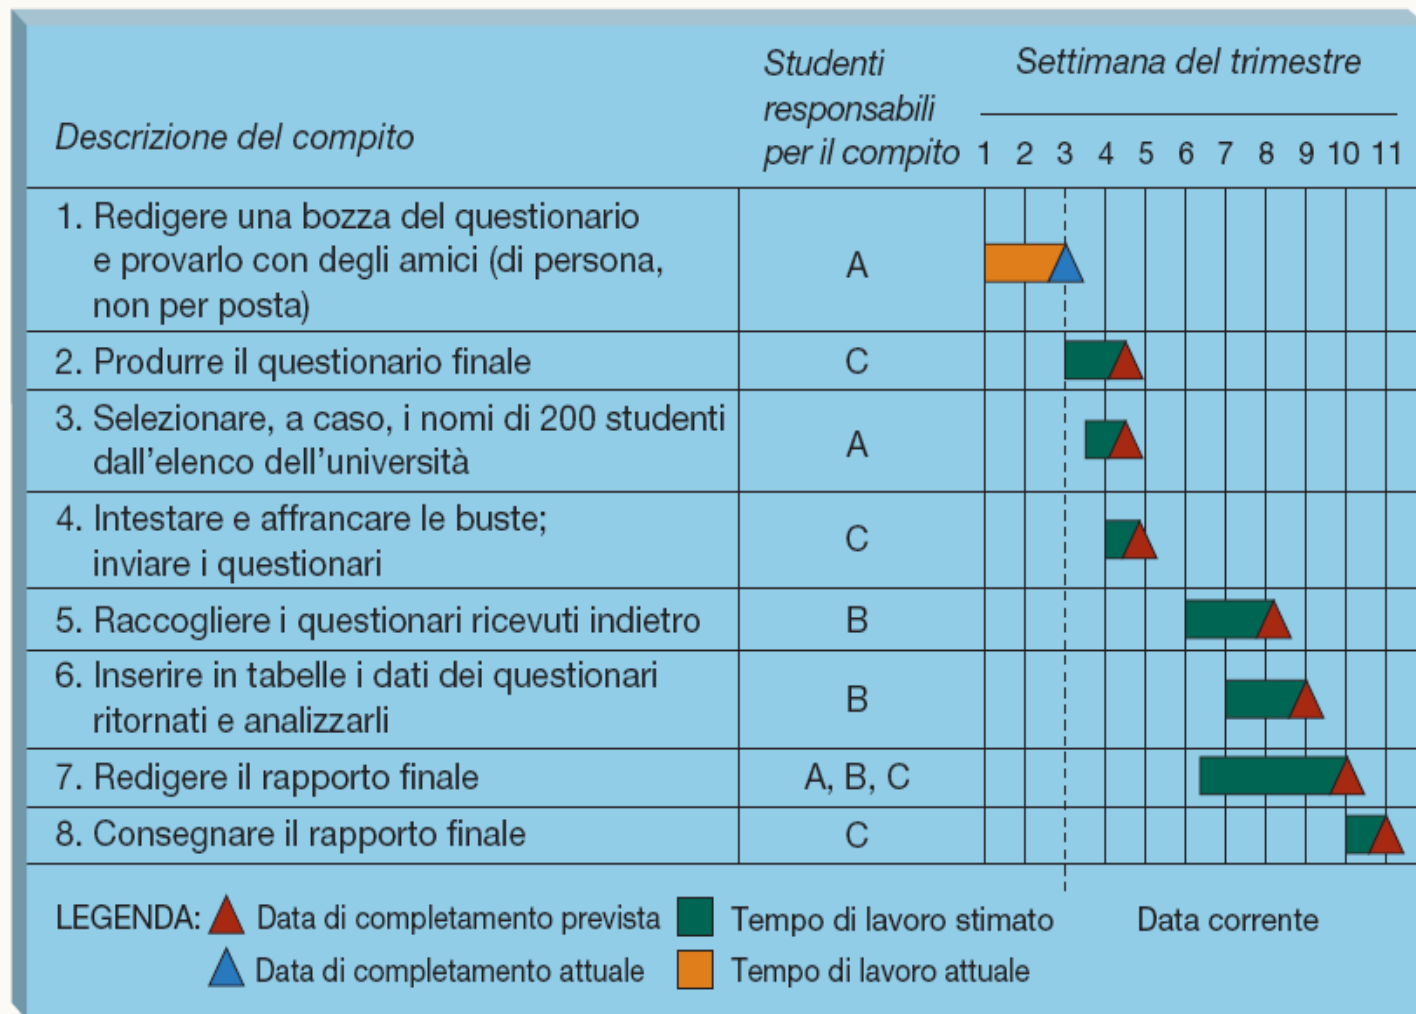 Descrizione del compito
Studenti
responsabili
per il compito
Settimana del trimestre
1 2 3 4 5 6 7 8 9 10 11
1. Redigere una bozza del questionario
e provarlo con degli amici (di persona,
non per posta)
A
2. Produrre il questionario finale
C
3. Selezionare, a caso, i nomi di 200 studenti
dall'elenco dell'università
A
4. Intestare e affrancare le buste;
inviare i questionari
C
5. Raccogliere i questionari ricevuti indietro
B
6. Inserire in tabelle i dati dei questionari
ritornati e analizzarli
B
7. Redigere il rapporto finale
A, B, C
8. Consegnare il rapporto finale
C
LEGENDA: Data di completamento prevista
Tempo di lavoro stimato
Data corrente
Data di completamento attuale
Tempo di lavoro attuale